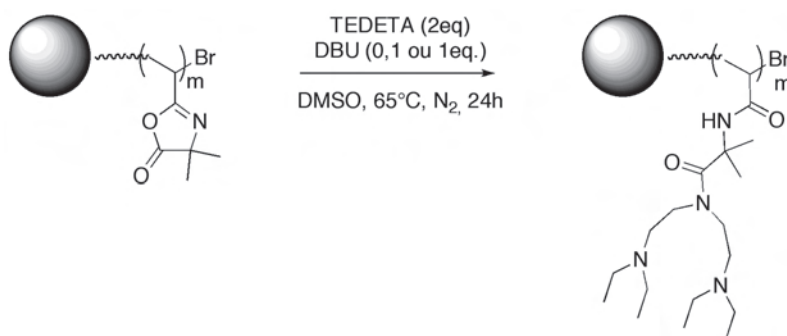 TEDETA (2eq)
DBU (0,1 ou 1eq.)
DMSO, 65°C, N2, 24h
Br
m
O
N
O
Br
m
HN
O
O
N
N
N